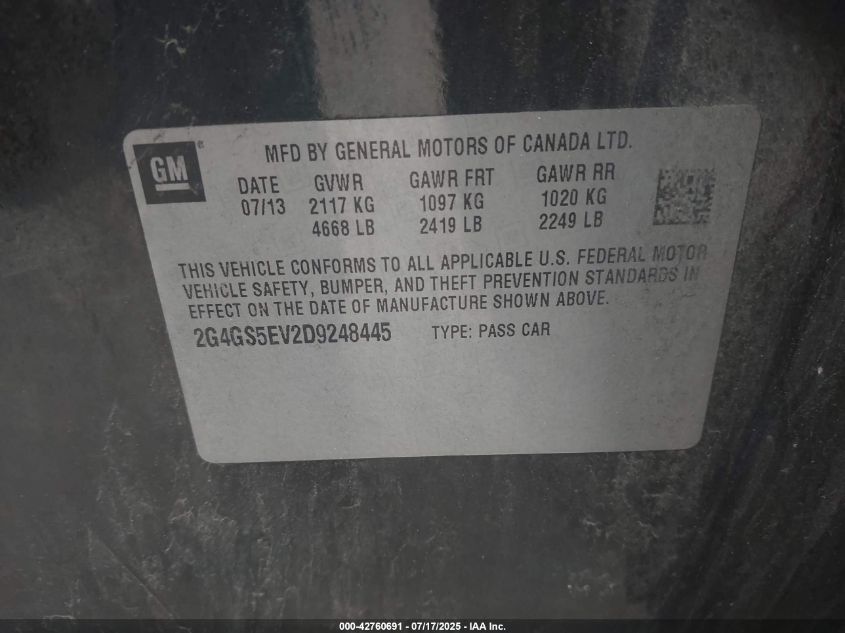 GM ®
MFD BY GENERAL MOTORS OF CANADA LTD.
DATE GVWR GAWR FRT GAWR RR
07/13 2117 KG 1097 KG 1020 KG
4668 LB 2419 LB 2249 LB
THIS VEHICLE CONFORMS TO ALL APPLICABLE U.S. FEDERAL MOTOR
VEHICLE SAFETY, BUMPER, AND THEFT PREVENTION STANDARDS IN
EFFECT ON THE DATE OF MANUFACTURE SHOWN ABOVE.
2G4GS5EV2D9248445 TYPE: PASS CAR
000-42760691 - 07/17/2025 - IAA Inc.